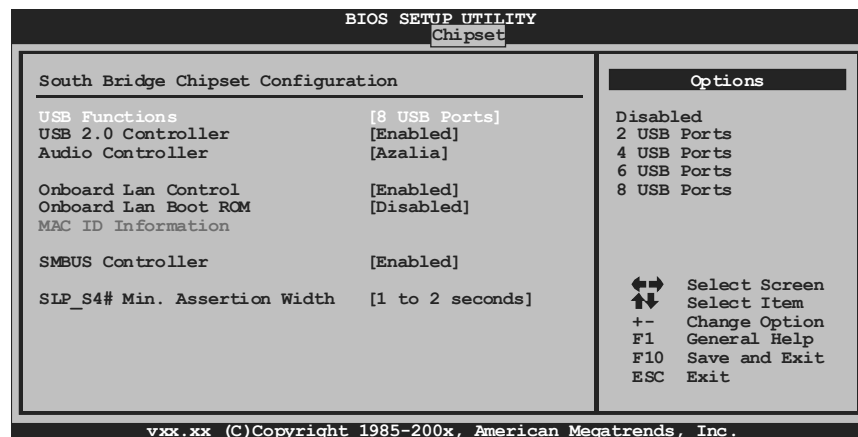 BIOS SETUP UTILITY
Chipset
South Bridge Chipset Configuration
USB Functions [8 USB Ports]
USB 2.0 Controller [Enabled]
Audio Controller [Azalia]
Onboard Lan Control [Enabled]
Onboard Lan Boot ROM [Disabled]
MAC ID Information
SMBUS Controller [Enabled]
SLP_S4# Min. Assertion Width [1 to 2 seconds]
Options
Disabled
2 USB Ports
4 USB Ports
6 USB Ports
8 USB Ports
Select Screen
Select Item
+- Change Option
F1 General Help
F10 Save and Exit
ESC Exit
vxx.xx (C)Copyright 1985-200x, American Megatrends, Inc.